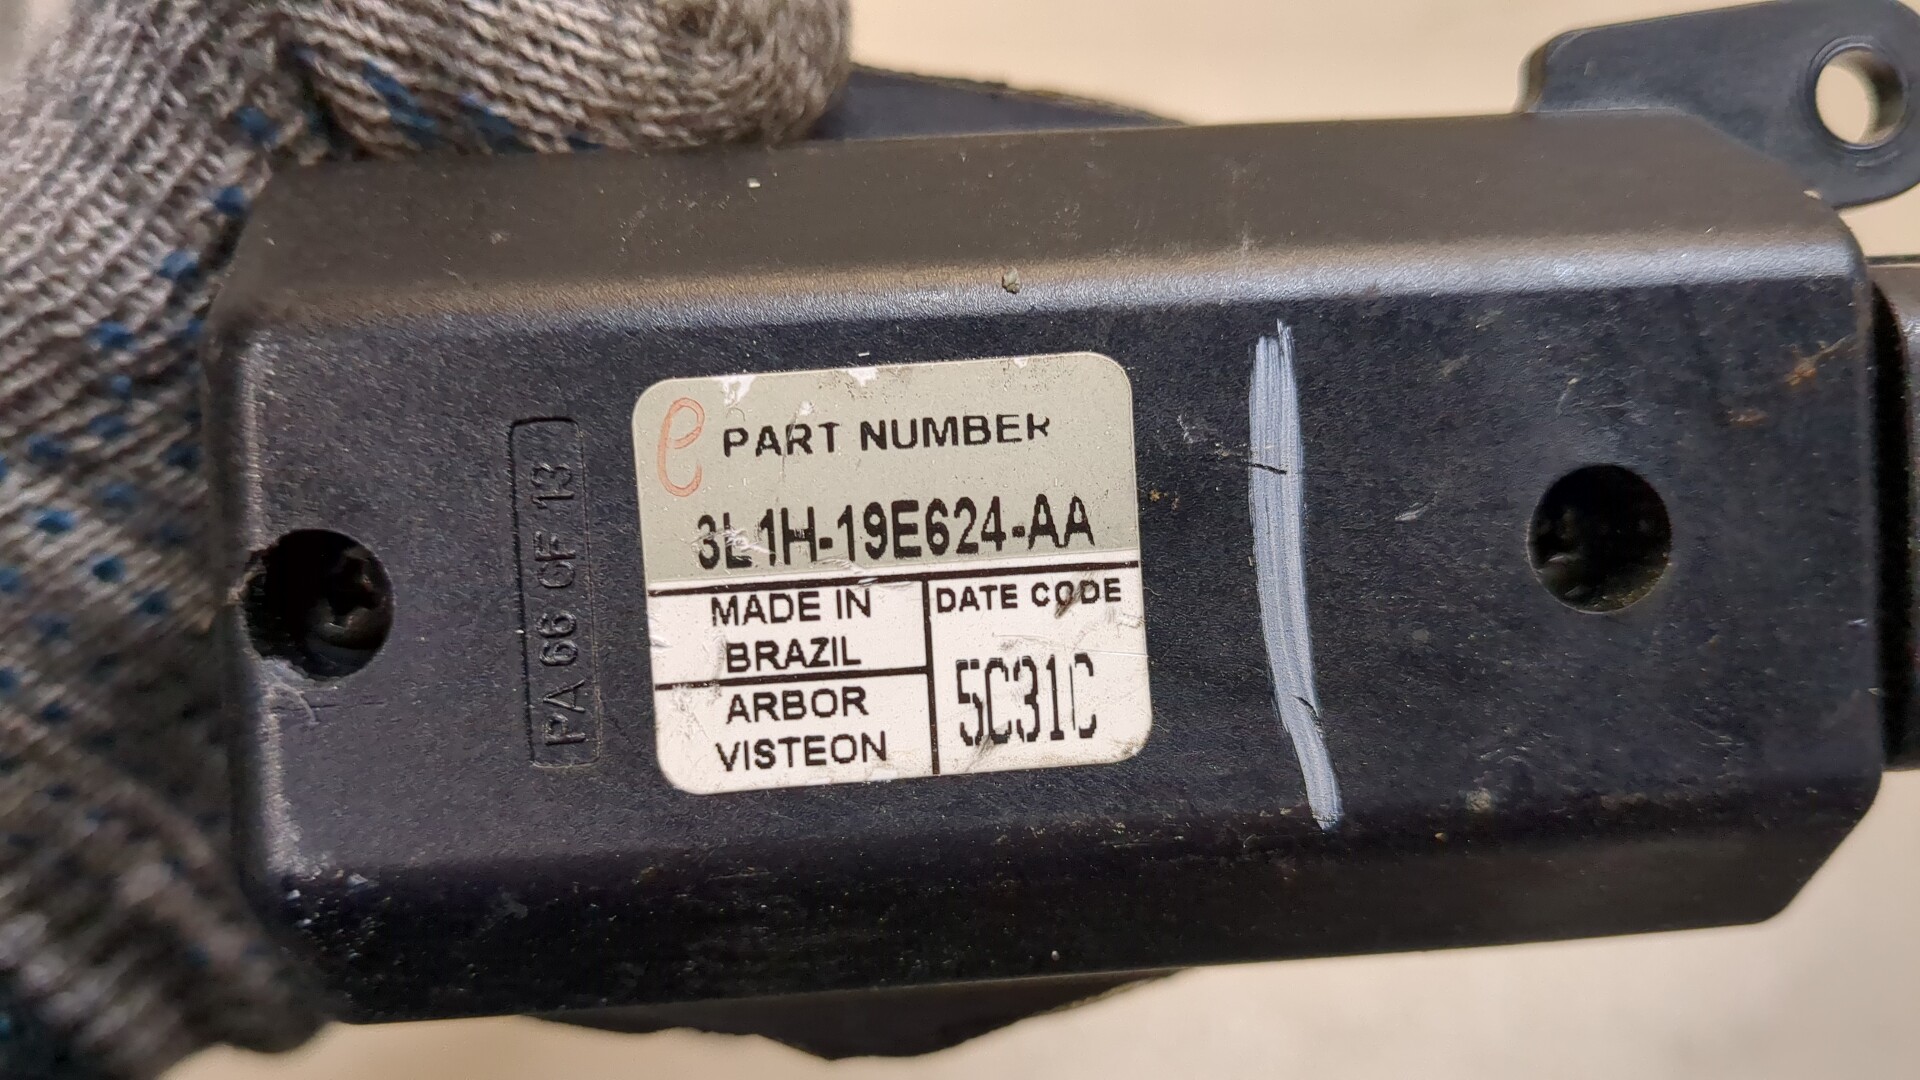 PA 66 GF 13
e
PART NUMBER
3L1H-19E624-AA
MADE IN
BRAZIL
DATE CODE
5C31C
ARBOR
VISTEON